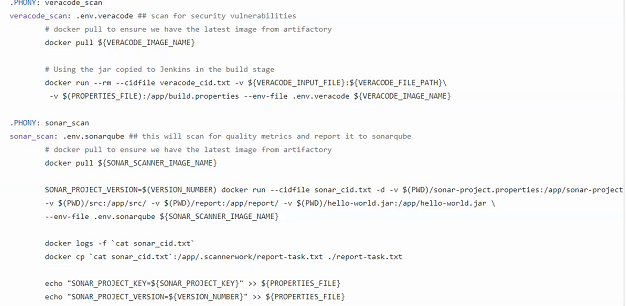 .PHONY: veracode_scan
veracode_scan: .env.veracode ## scan for security vulnerabilities
# docker pull to ensure we have the latest image from artifactory
docker pull ${VERACODE_IMAGE_NAME}
# Using the jar copied to Jenkins in the build stage
docker run --rm --cidfile veracode_cid.txt -v ${VERACODE_INPUT_FILE}:${VERACODE_FILE_PATH}\
-v $(PROPERTIES_FILE):/app/build.properties --env-file .env.veracode ${VERACODE_IMAGE_NAME}
.PHONY: sonar_scan
sonar_scan: .env.sonarqube ## this will scan for quality metrics and report it to sonarqube
# docker pull to ensure we have the latest image from artifactory
docker pull ${SONAR_SCANNER_IMAGE_NAME}
SONAR_PROJECT_VERSION=${VERSION_NUMBER} docker run --cidfile sonar_cid.txt -d -v $(PWD)/sonar-project.properties:/app/sonar-project
-v $(PWD)/src:/app/src/ -v $(PWD)/report:/app/report/ -v $(PWD)/hello-world.jar:/app/hello-world.jar \
--env-file .env.sonarqube ${SONAR_SCANNER_IMAGE_NAME}
docker logs -f `cat sonar_cid.txt`
docker cp `cat sonar_cid.txt`:/app/.scannerwork/report-task.txt ./report-task.txt
echo "SONAR_PROJECT_KEY=${SONAR_PROJECT_KEY}" >> ${PROPERTIES_FILE}
echo "SONAR_PROJECT_VERSION=${VERSION_NUMBER}" >> ${PROPERTIES_FILE}